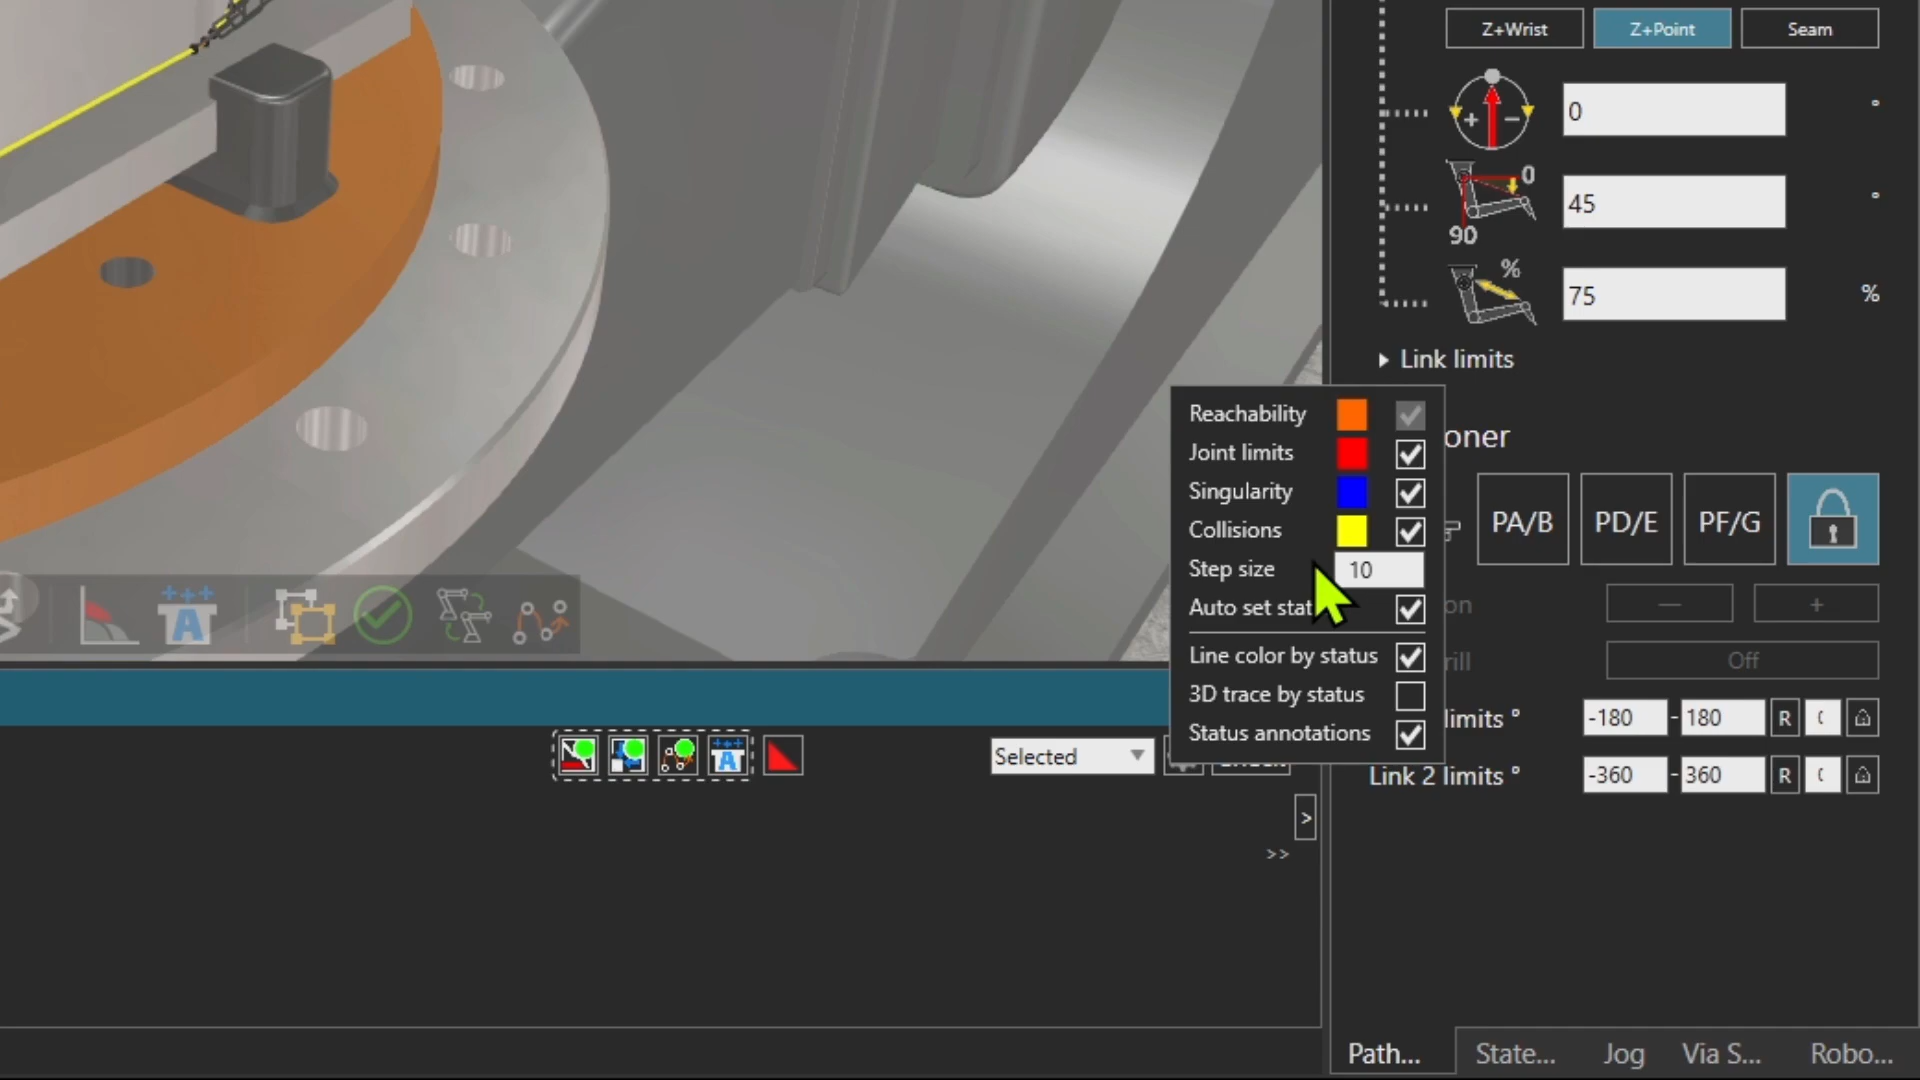 Z+Wrist Z+Point Seam
+ − 0 °
0 90 45 °
% 75 %
Link limits
Reachability
Joint limits
Singularity
Collisions
Step size 10
Auto set stat
Line color by status
3D trace by status
Status annotations
oner
PA/B PD/E PF/G
on — +
rill Off
limits ° -180 - 180 R
Link 2 limits ° -360 - 360 R
A
A
Selected
>
>>
Path... State... Jog Via S... Robo...